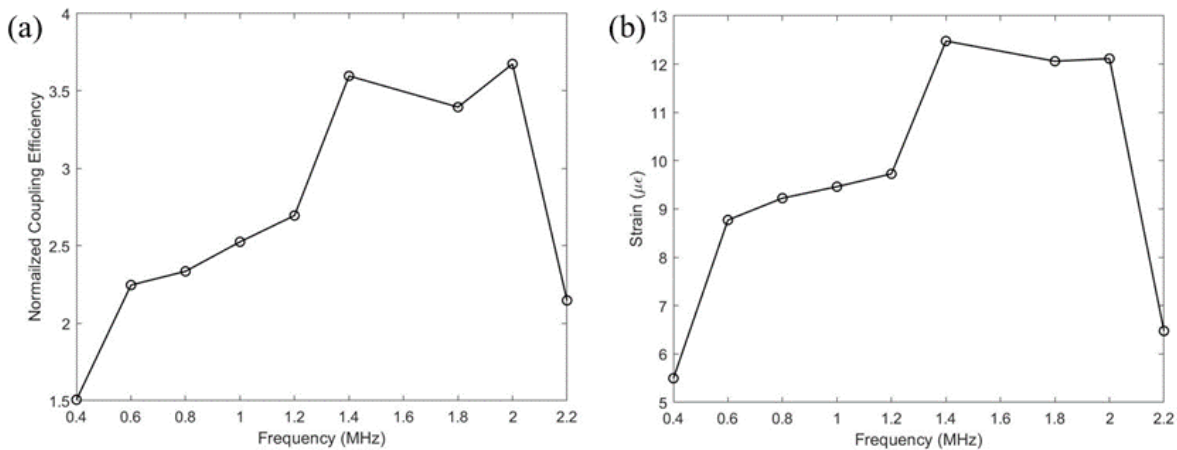 (a)
4
3.5
3
2.5
2
1.5
Normailzed Coupling Efficiency
0.4 0.6 0.8 1 1.2 1.4 1.6 1.8 2 2.2
Frequency (MHz)
(b)
13
12
11
10
9
8
7
6
5
Strain (με)
0.4 0.6 0.8 1 1.2 1.4 1.6 1.8 2 2.2
Frequency (MHz)